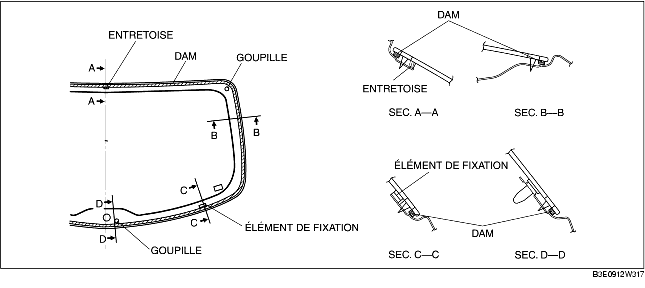 ENTRETOISE
DAM
GOUPILLE
A
A
B
B
C
C
D
D
ÉLÉMENT DE FIXATION
GOUPILLE
DAM
ENTRETOISE
SEC. A—A
SEC. B—B
ÉLÉMENT DE FIXATION
DAM
SEC. C—C
SEC. D—D
B3E0912W317